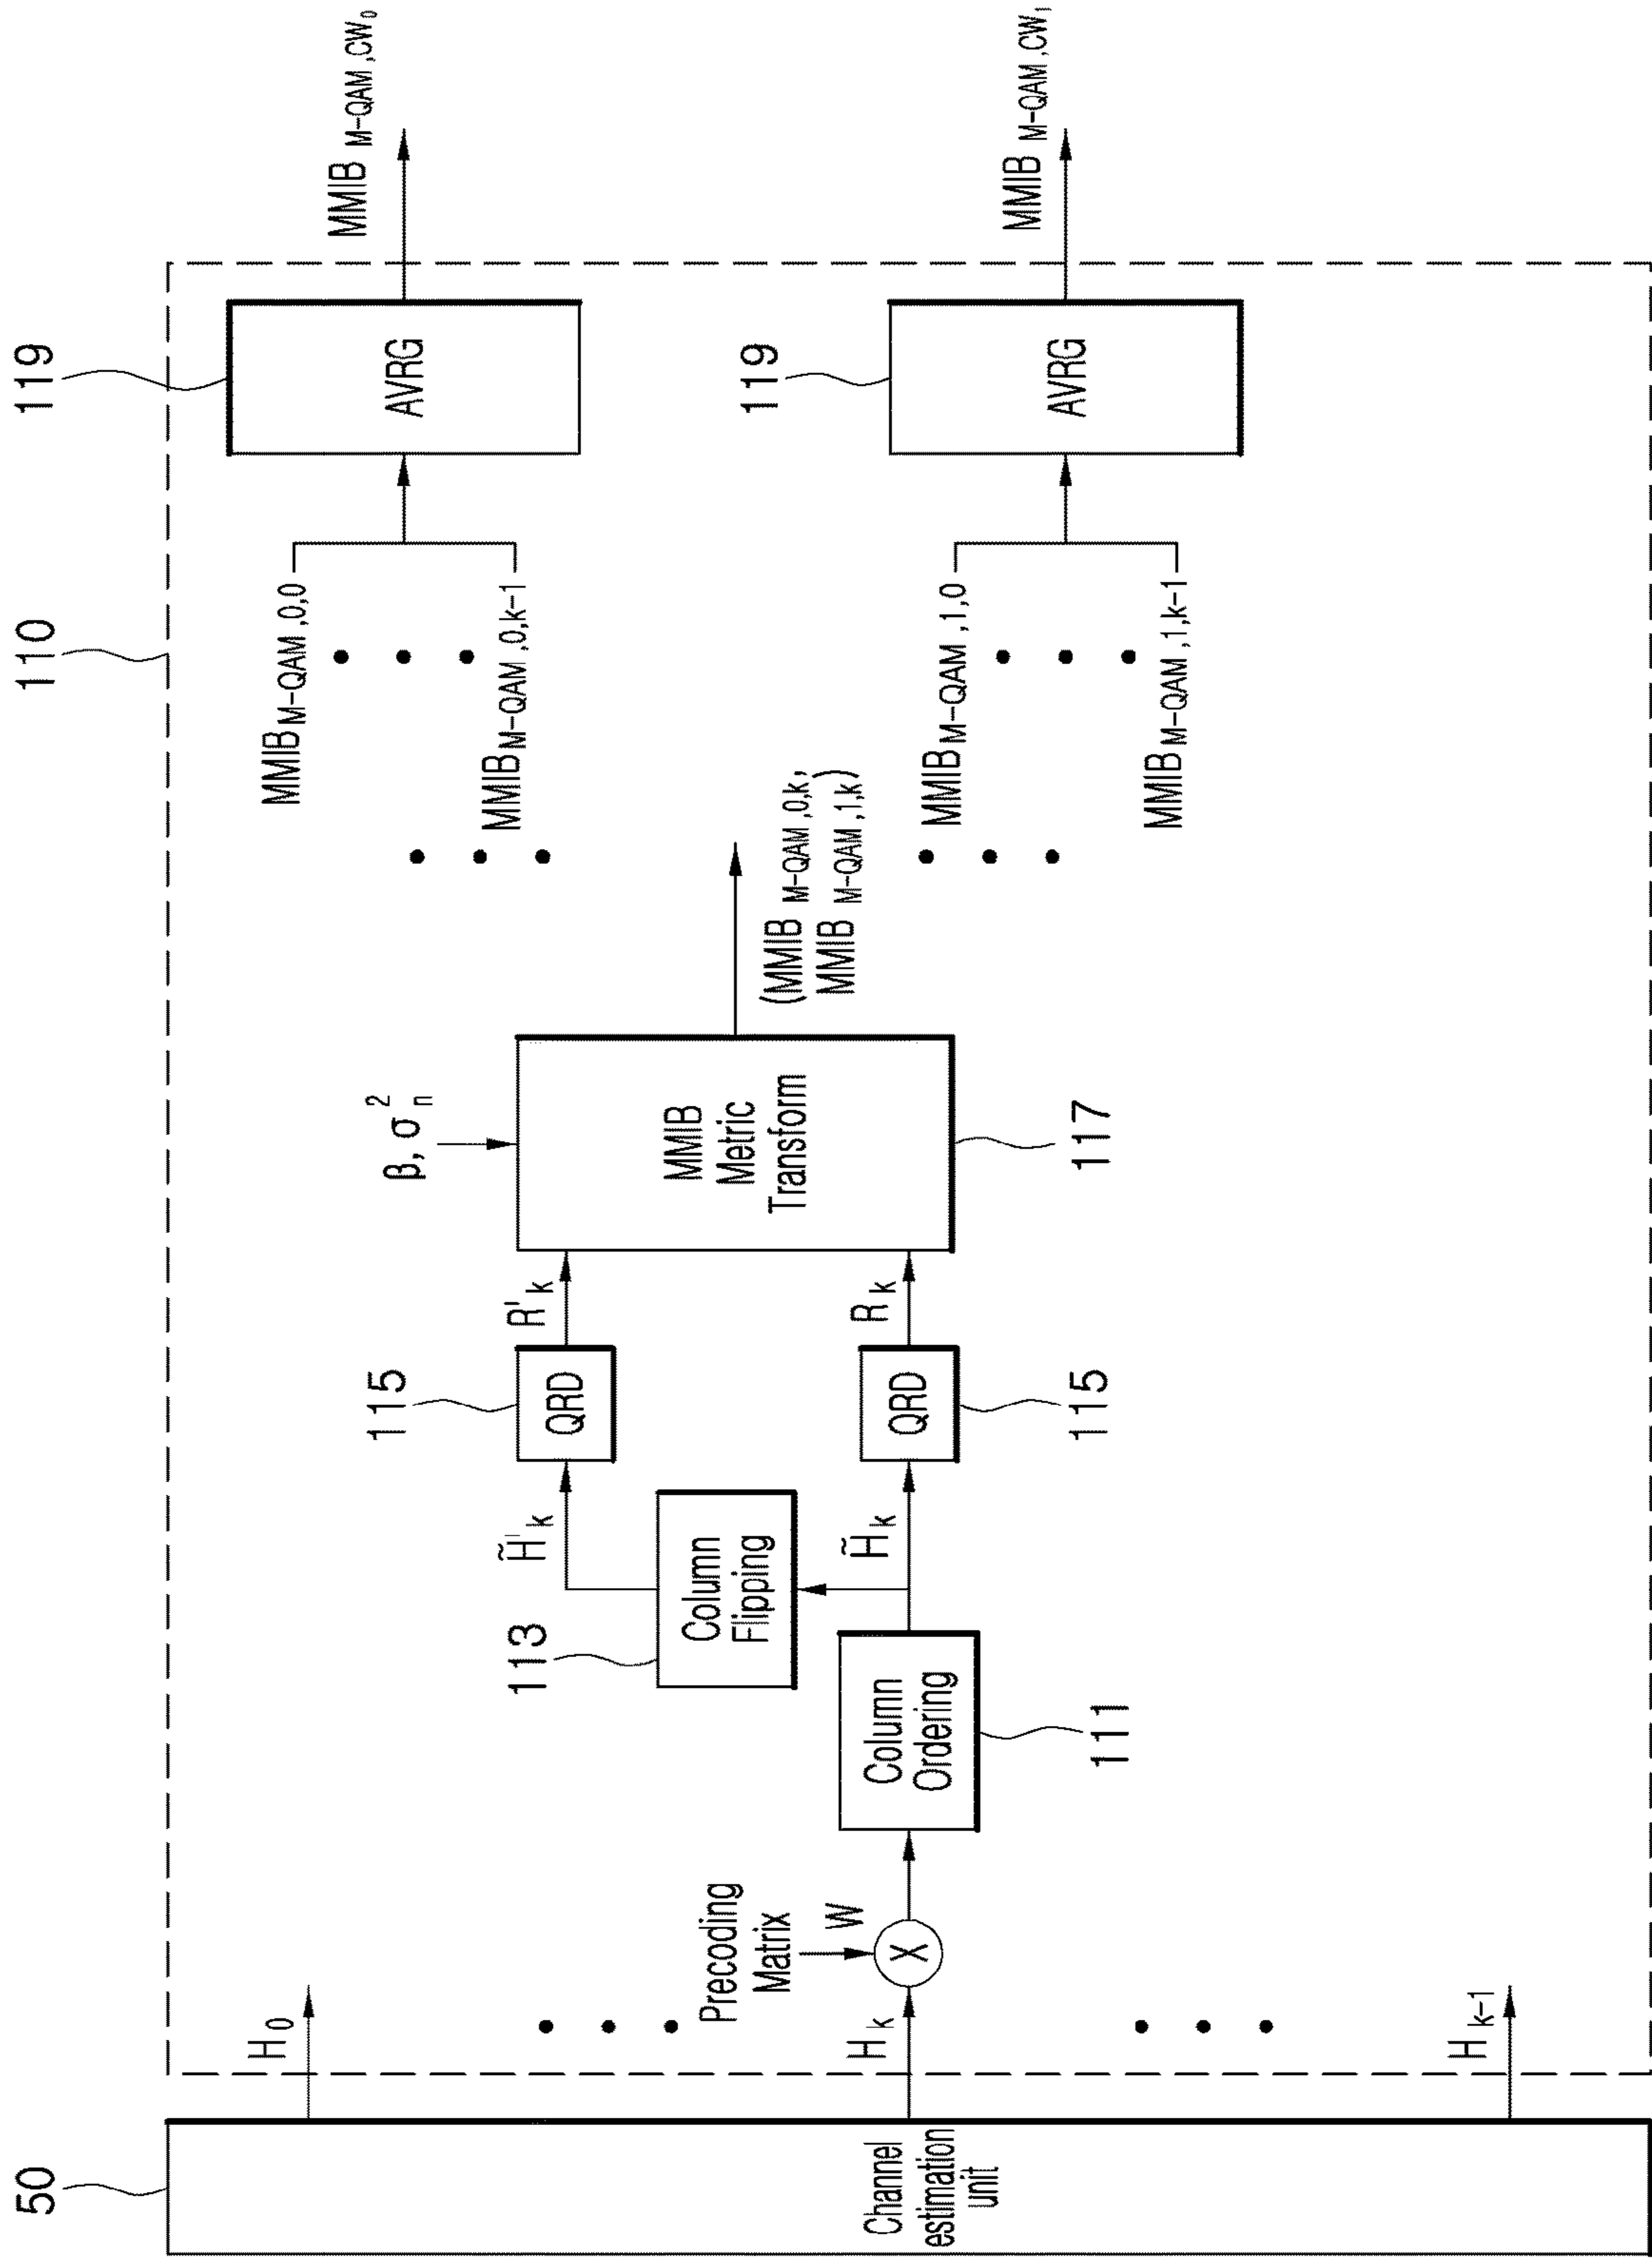 50
Channel
estimation
unit
H0
Hk
Hk-1
Precoding
Matrix
W
X
110
Column
Ordering
111
Column
Flipping
113
H̃k
H̃'k
QRD
115
QRD
115
R'k
Rk
β, σ²n
MMIB
Metric
Transform
117
(MMIB M-QAM ,0,k,
MMIB M-QAM ,1,k)
MMIB M-QAM ,0,0
MMIB M-QAM ,0,k-1
MMIB M-QAM ,1,0
MMIB M-QAM ,1,k-1
AVRG
119
AVRG
119
MMIB M-QAM ,CW0
MMIB M-QAM ,CW1